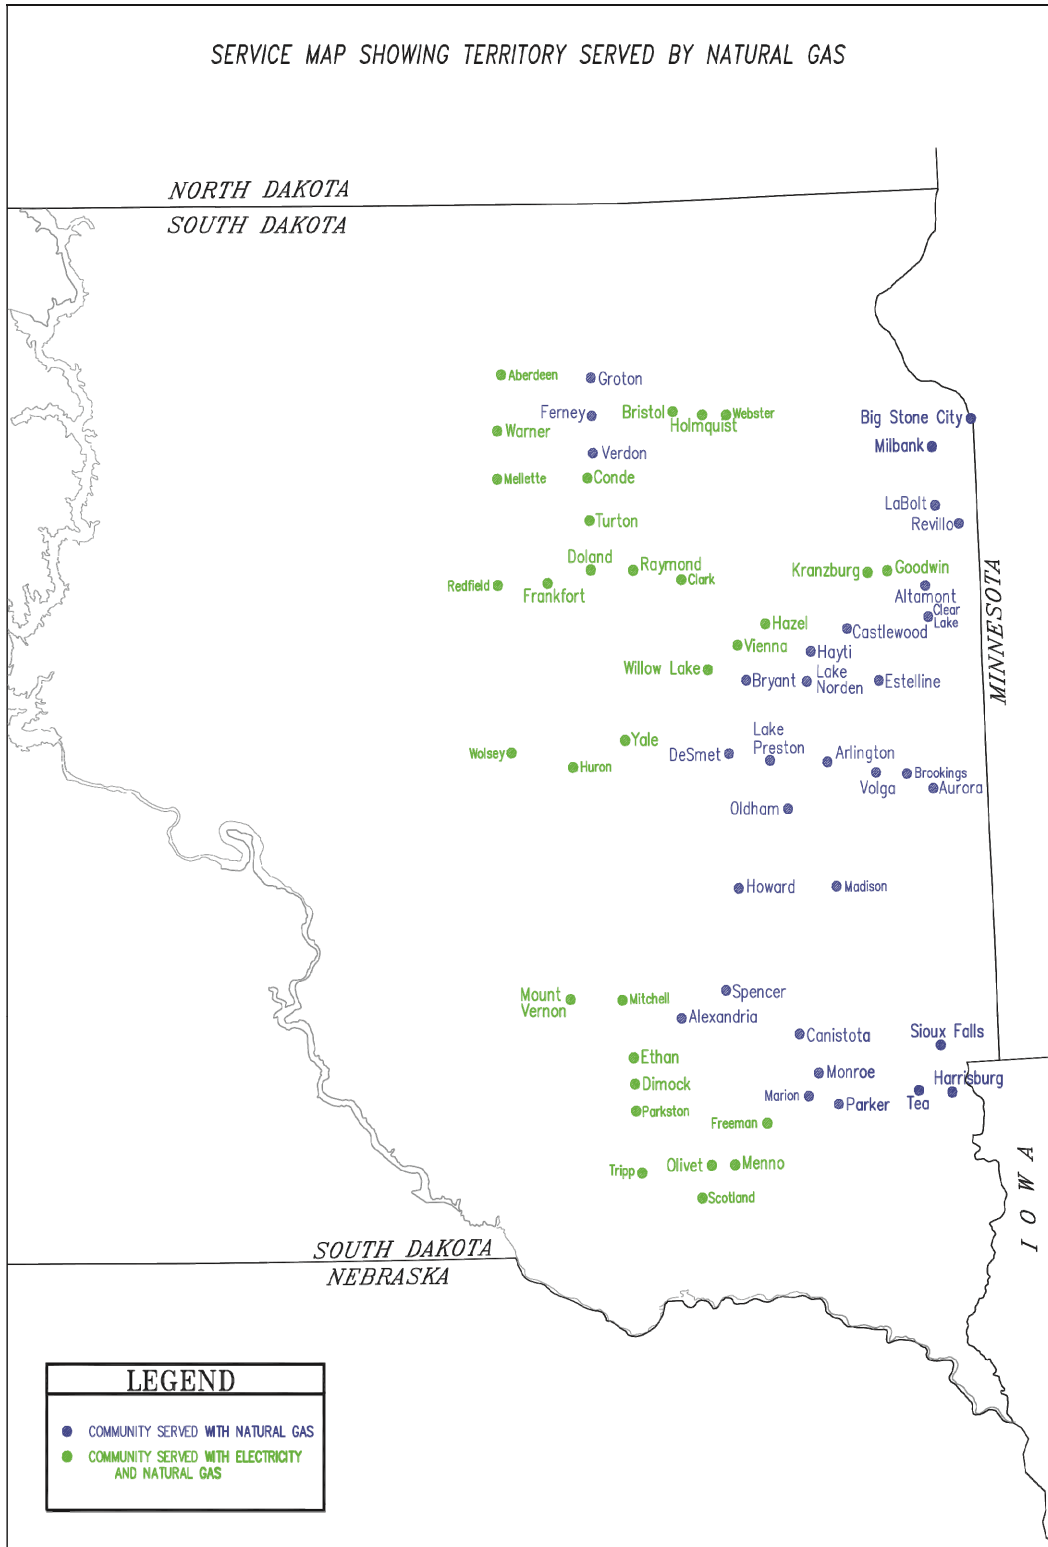 SERVICE MAP SHOWING TERRITORY SERVED BY NATURAL GAS
NORTH DAKOTA
SOUTH DAKOTA
Aberdeen
Groton
Ferney
Bristol
Holmquist
Webster
Big Stone City
Warner
Milbank
Verdon
Mellette
Conde
LaBolt
Revillo
Turton
Doland
Raymond
Clark
Redfield
Frankfort
Kranzburg
Goodwin
Altamont
Clear
Lake
MINNESOTA
Hazel
Castlewood
Vienna
Hayti
Willow Lake
Bryant
Lake
Norden
Estelline
Wolsey
Yale
Huron
DeSmet
Lake
Preston
Arlington
Volga
Brookings
Aurora
Oldham
Howard
Madison
Mount
Vernon
Mitchell
Spencer
Alexandria
Canistota
Sioux Falls
Ethan
Monroe
Harrisburg
Dimock
Marion
Parker
Tea
Parkston
Freeman
Tripp
Olivet
Menno
Scotland
IOWA
SOUTH DAKOTA
NEBRASKA
LEGEND
COMMUNITY SERVED WITH NATURAL GAS
COMMUNITY SERVED WITH ELECTRICITY
AND NATURAL GAS